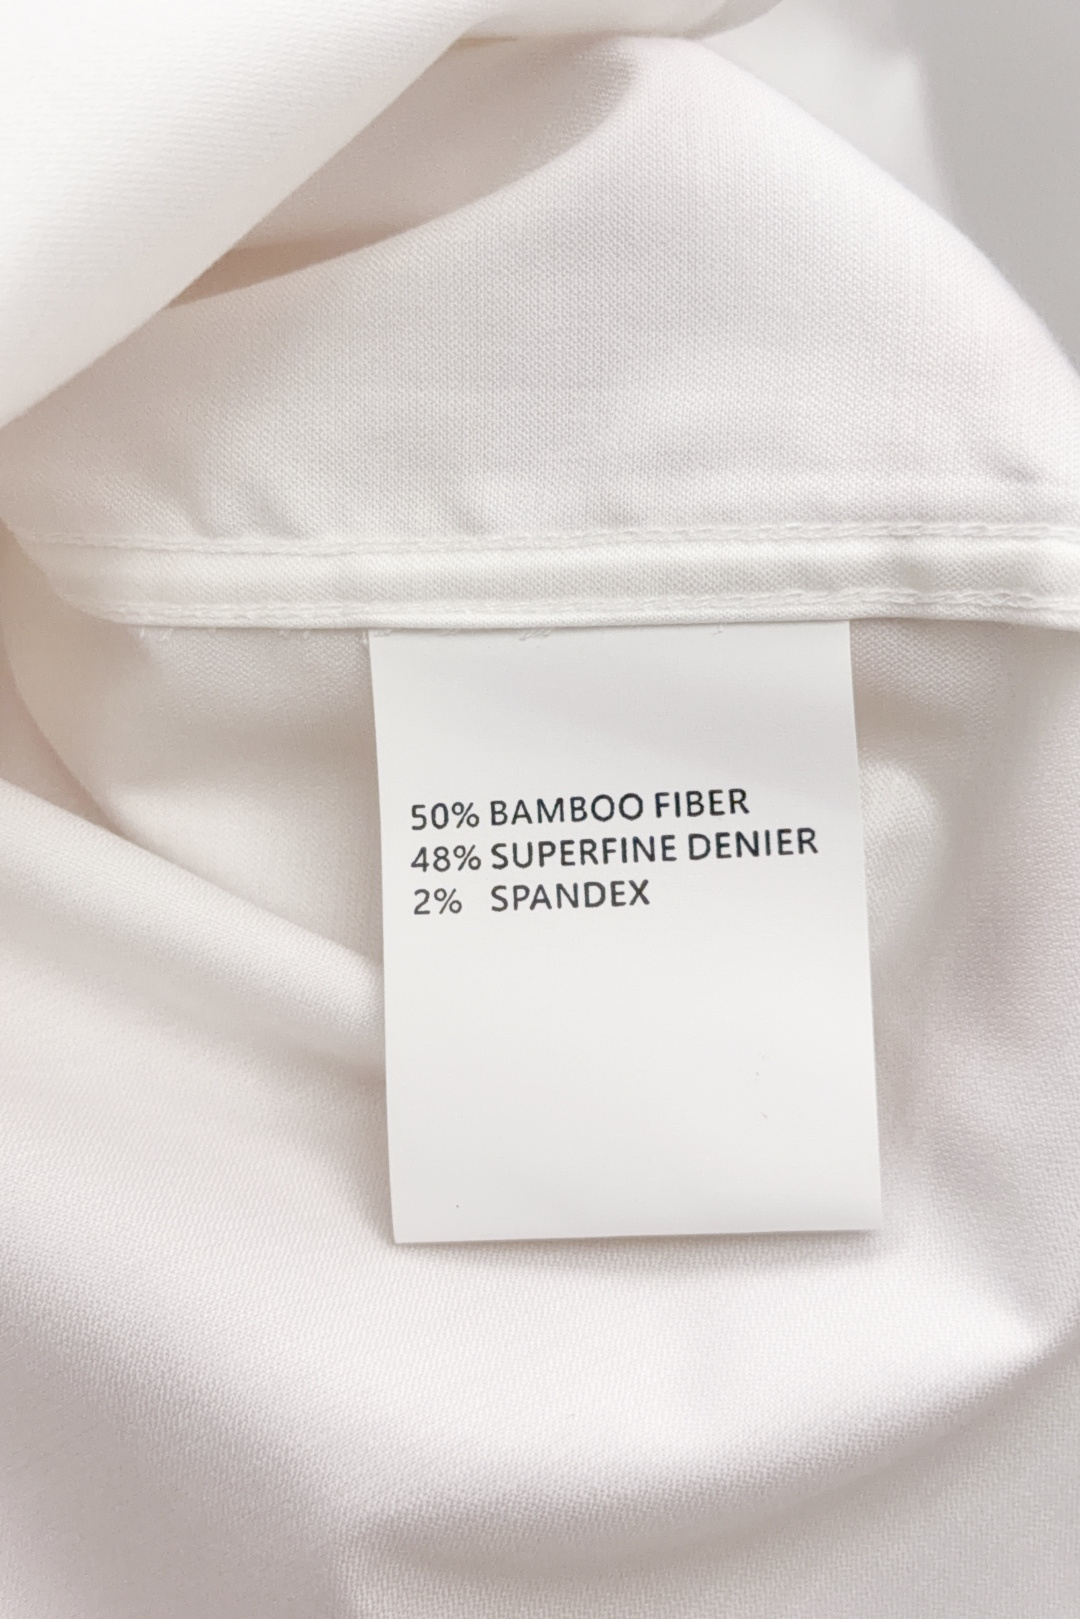 50% BAMBOO FIBER
48% SUPERFINE DENIER
2% SPANDEX